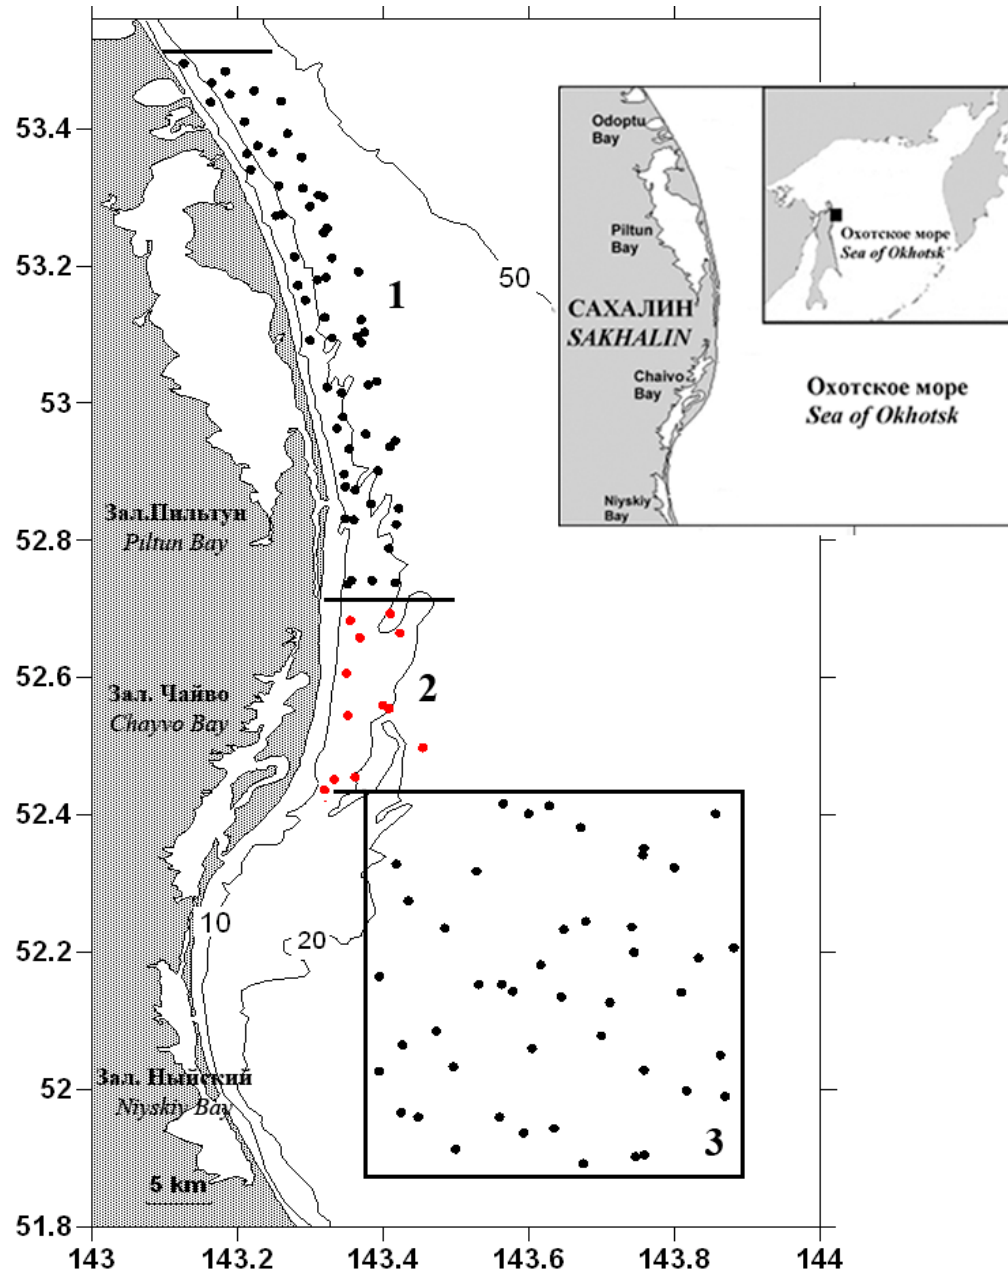 53.4
53.2
53
52.8
52.6
52.4
52.2
52
51.8
143
143.2
143.4
143.6
143.8
144
50
1
2
3
10
20
Зал.Пильтун
Piltun Bay
Зал. Чайво
Chayvo Bay
Зал. Ныйский
Niyskiy Bay
5 km
Odoptu
Bay
Piltun
Bay
САХАЛИН
SAKHALIN
Chaivo
Bay
Niyskiy
Bay
Охотское море
Sea of Okhotsk
Охотское море
Sea of Okhotsk